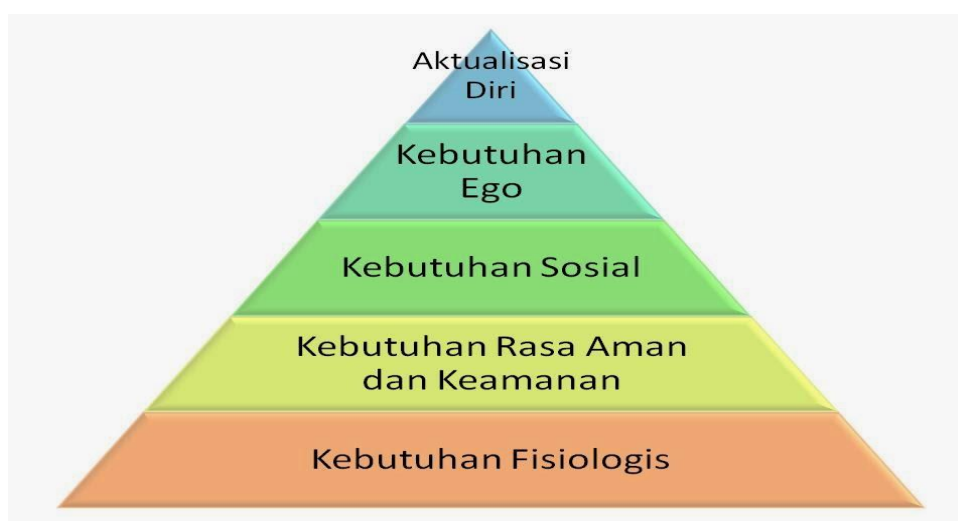 Aktualisasi
Diri
Kebutuhan
Ego
Kebutuhan Sosial
Kebutuhan Rasa Aman
dan Keamanan
Kebutuhan Fisiologis